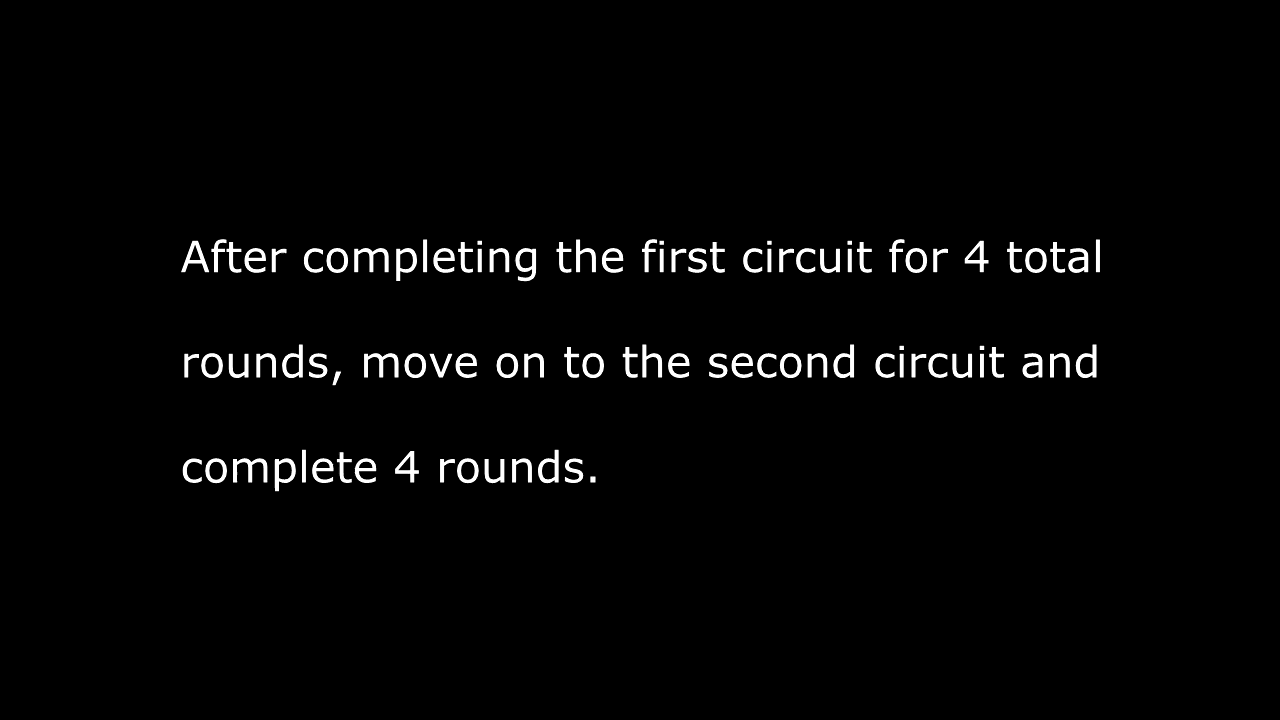 After completing the first circuit for 4 total
rounds, move on to the second circuit and
complete 4 rounds.